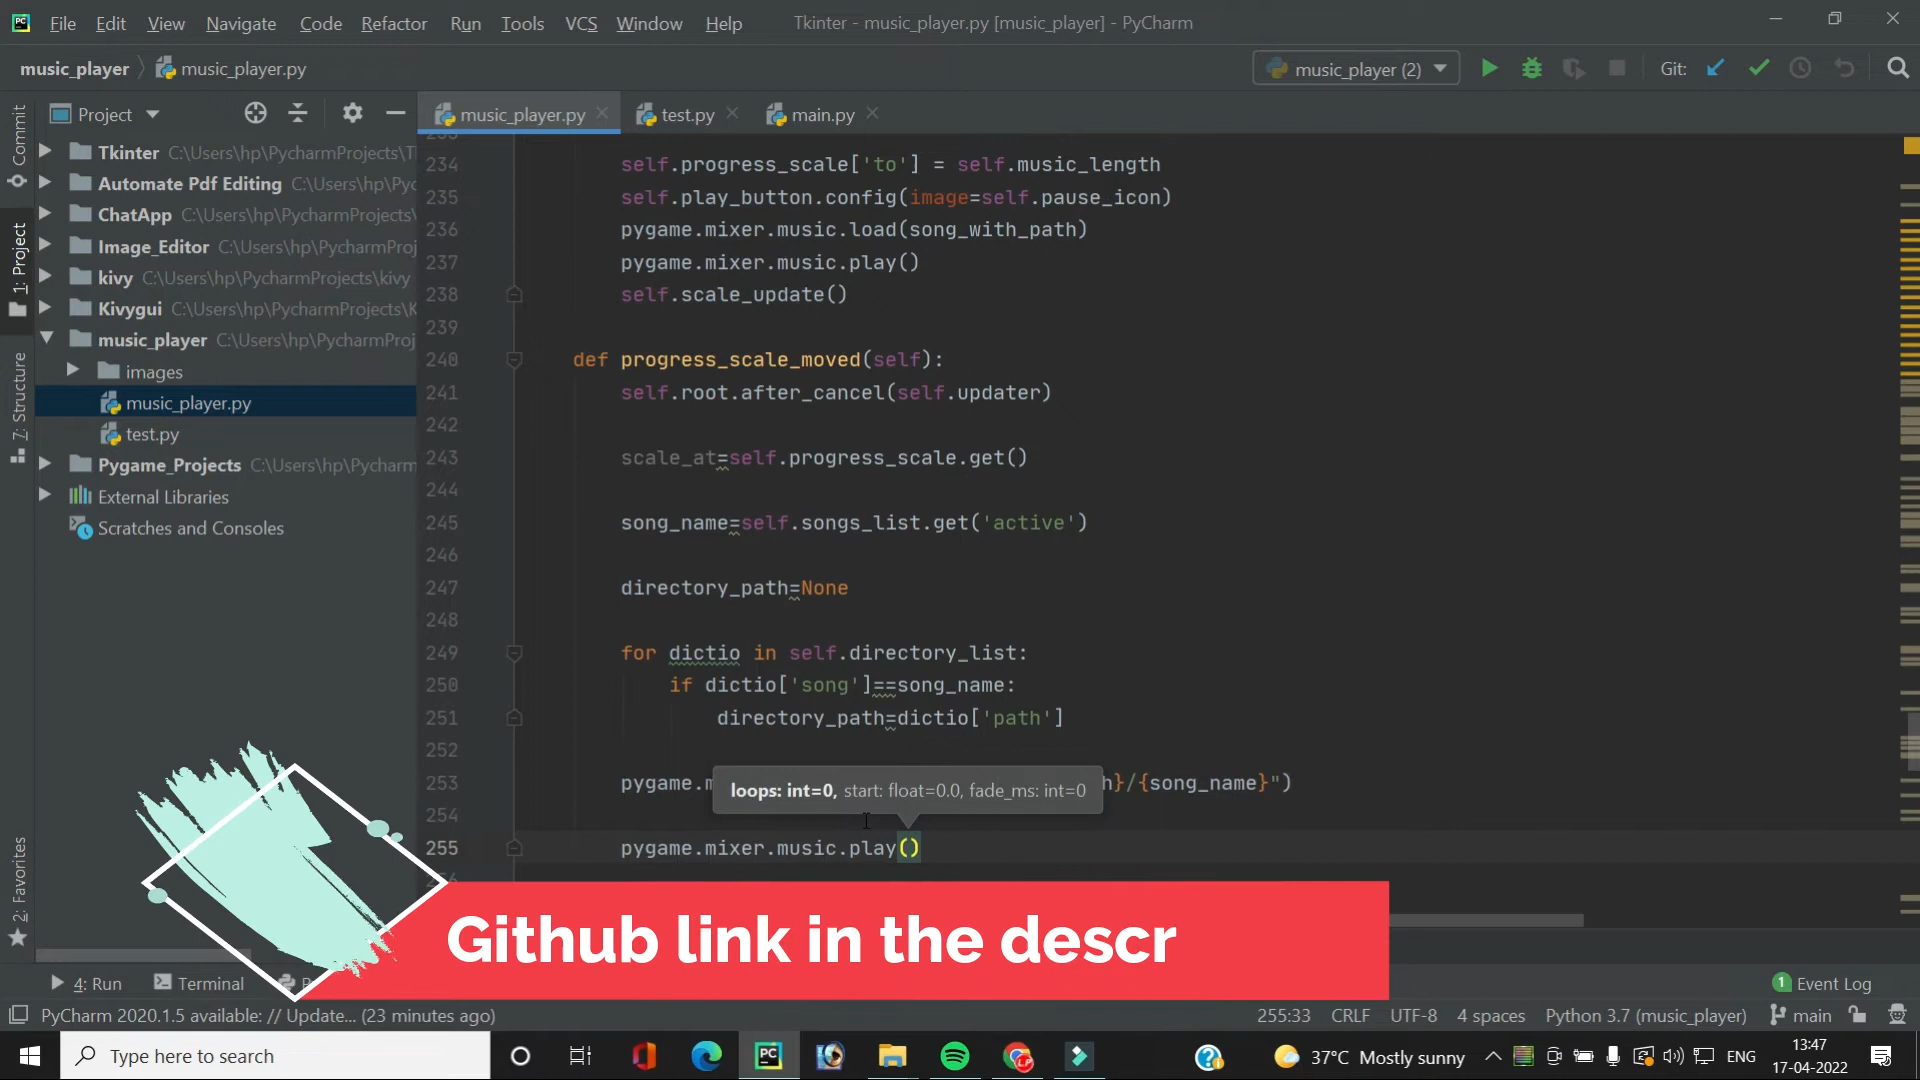 File Edit View Navigate Code Refactor Run Tools VCS Window Help Tkinter - music_player.py [music_player] - PyCharm
music_player music_player.py music_player (2) Git:
Project music_player.py test.py main.py
Commit
1: Project
7: Structure
2: Favorites
Tkinter C:\Users\hp\PycharmProjects\T
Automate Pdf Editing C:\Users\hp\Pyc
ChatApp C:\Users\hp\PycharmProjects\
Image_Editor C:\Users\hp\PycharmProj
kivy C:\Users\hp\PycharmProjects\kivy
Kivygui C:\Users\hp\PycharmProjects\K
music_player C:\Users\hp\PycharmProj
images
music_player.py
test.py
Pygame_Projects C:\Users\hp\Pycharm
External Libraries
Scratches and Consoles
234 self.progress_scale['to'] = self.music_length
235 self.play_button.config(image=self.pause_icon)
236 pygame.mixer.music.load(song_with_path)
237 pygame.mixer.music.play()
238 self.scale_update()
239
240 def progress_scale_moved(self):
241 self.root.after_cancel(self.updater)
242
243 scale_at=self.progress_scale.get()
244
245 song_name=self.songs_list.get('active')
246
247 directory_path=None
248
249 for dictio in self.directory_list:
250 if dictio['song']==song_name:
251 directory_path=dictio['path']
252
253 pygame.m h}/{song_name}")
loops: int=0, start: float=0.0, fade_ms: int=0
254
255 pygame.mixer.music.play()
Github link in the descr
4: Run Terminal Event Log
PyCharm 2020.1.5 available: // Update... (23 minutes ago) 255:33 CRLF UTF-8 4 spaces Python 3.7 (music_player) main
Type here to search 37°C Mostly sunny ENG 13:47
17-04-2022